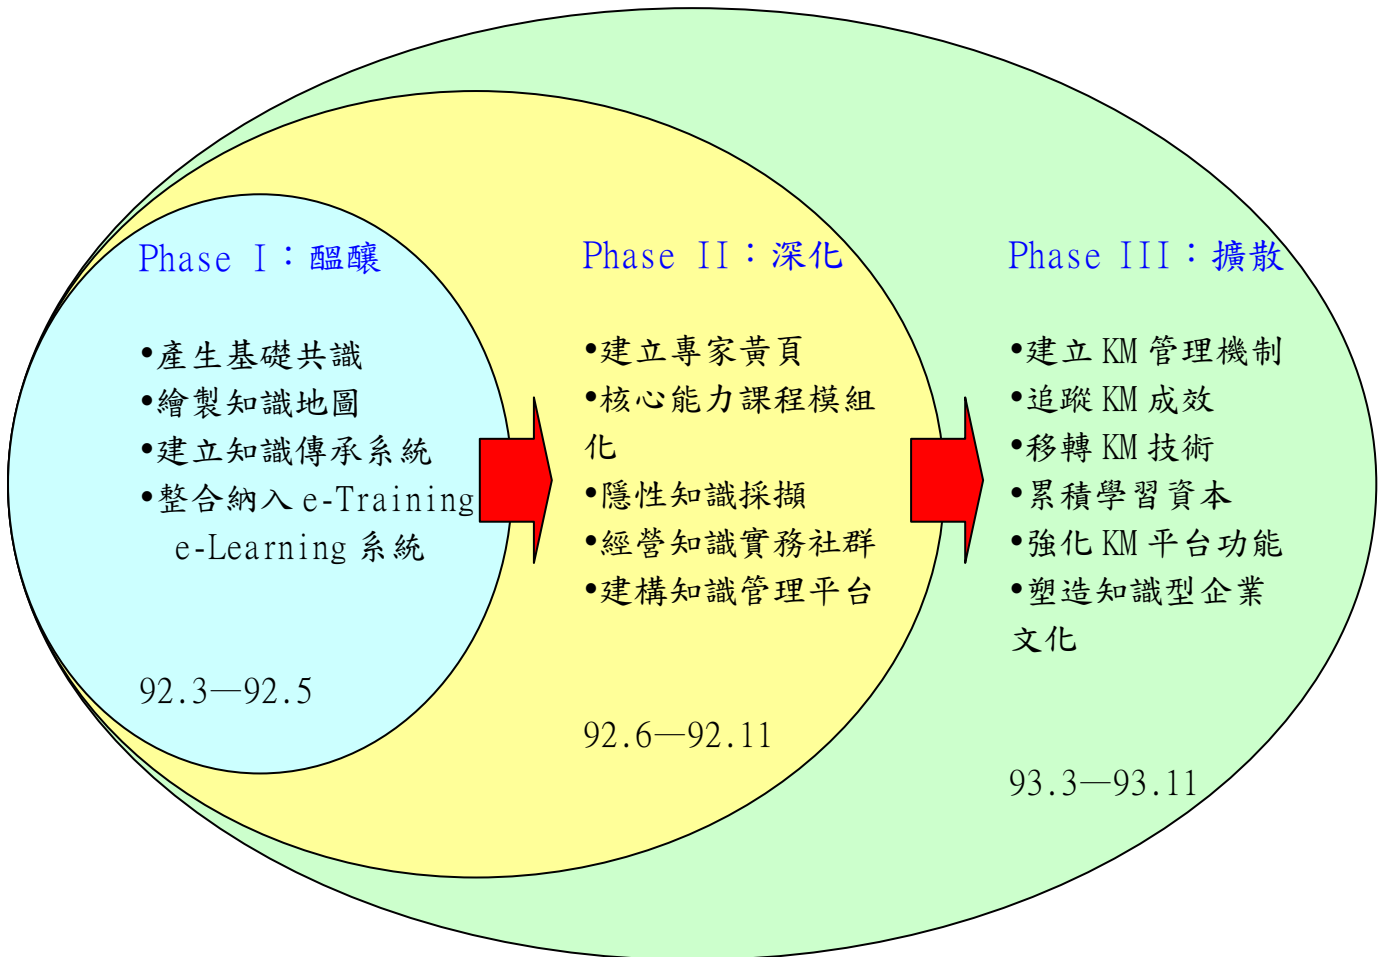 Phase I：醞釀
•產生基礎共識
•繪製知識地圖
•建立知識傳承系統
•整合納入 e-Training
e-Learning 系統
92.3—92.5
Phase II：深化
•建立專家黃頁
•核心能力課程模組
化
•隱性知識採擷
•經營知識實務社群
•建構知識管理平台
92.6—92.11
Phase III：擴散
•建立 KM 管理機制
•追蹤 KM 成效
•移轉 KM 技術
•累積學習資本
•強化 KM 平台功能
•塑造知識型企業
文化
93.3—93.11